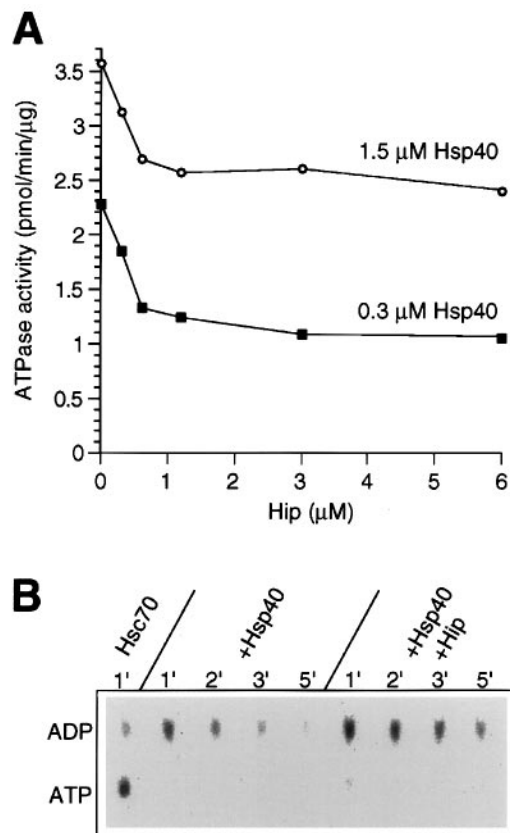 A
ATPase activity (pmol/min/µg)
3.5
3
2.5
2
1.5
1
0.5
0
1.5 µM Hsp40
0.3 µM Hsp40
0 1 2 3 4 5 6
Hip (µM)
B
Hsc70 +Hsp40 +Hsp40
+Hip
1' 1' 2' 3' 5' 1' 2' 3' 5'
ADP
ATP